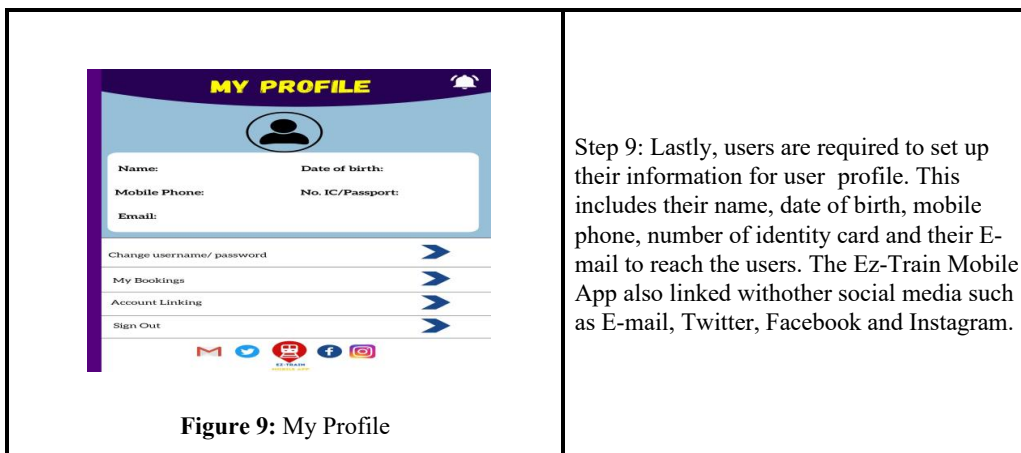 MY PROFILE
Name:
Date of birth:
Mobile Phone:
No. IC/Passport:
Email:
Change username/ password
My Bookings
Account Linking
Sign Out
EZ-TRAIN
MOBILE APP
Figure 9: My Profile
Step 9: Lastly, users are required to set up
their information for user  profile. This
includes their name, date of birth, mobile
phone, number of identity card and their E-
mail to reach the users. The Ez-Train Mobile
App also linked withother social media such
as E-mail, Twitter, Facebook and Instagram.